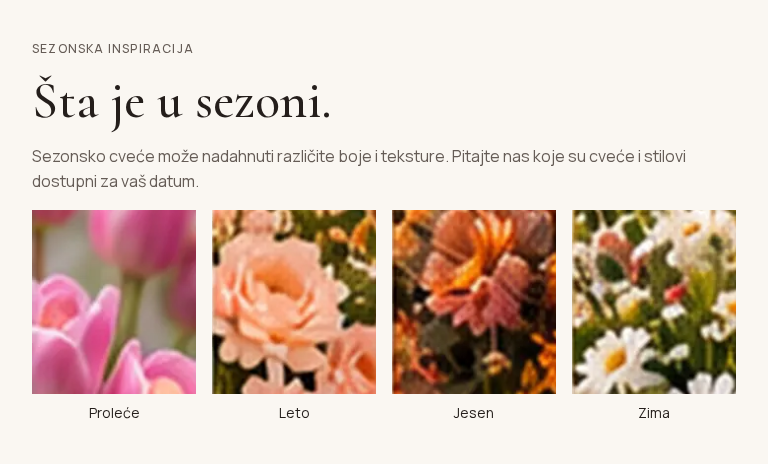 SEZONSKA INSPIRACIJA
Šta je u sezoni.
Sezonsko cveće može nadahnuti različite boje i teksture. Pitajte nas koje su cveće i stilovi
dostupni za vaš datum.
Proleće
Leto
Jesen
Zima